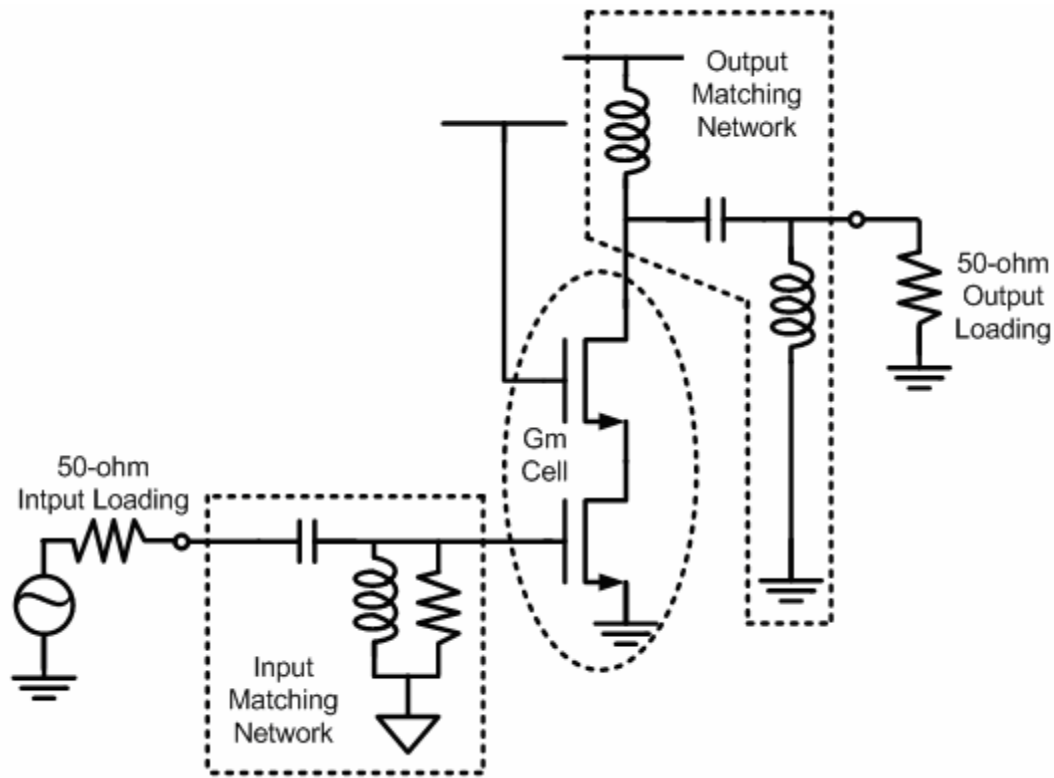 Output
Matching
Network
50-ohm
Output
Loading
Gm
Cell
50-ohm
Intput Loading
Input
Matching
Network